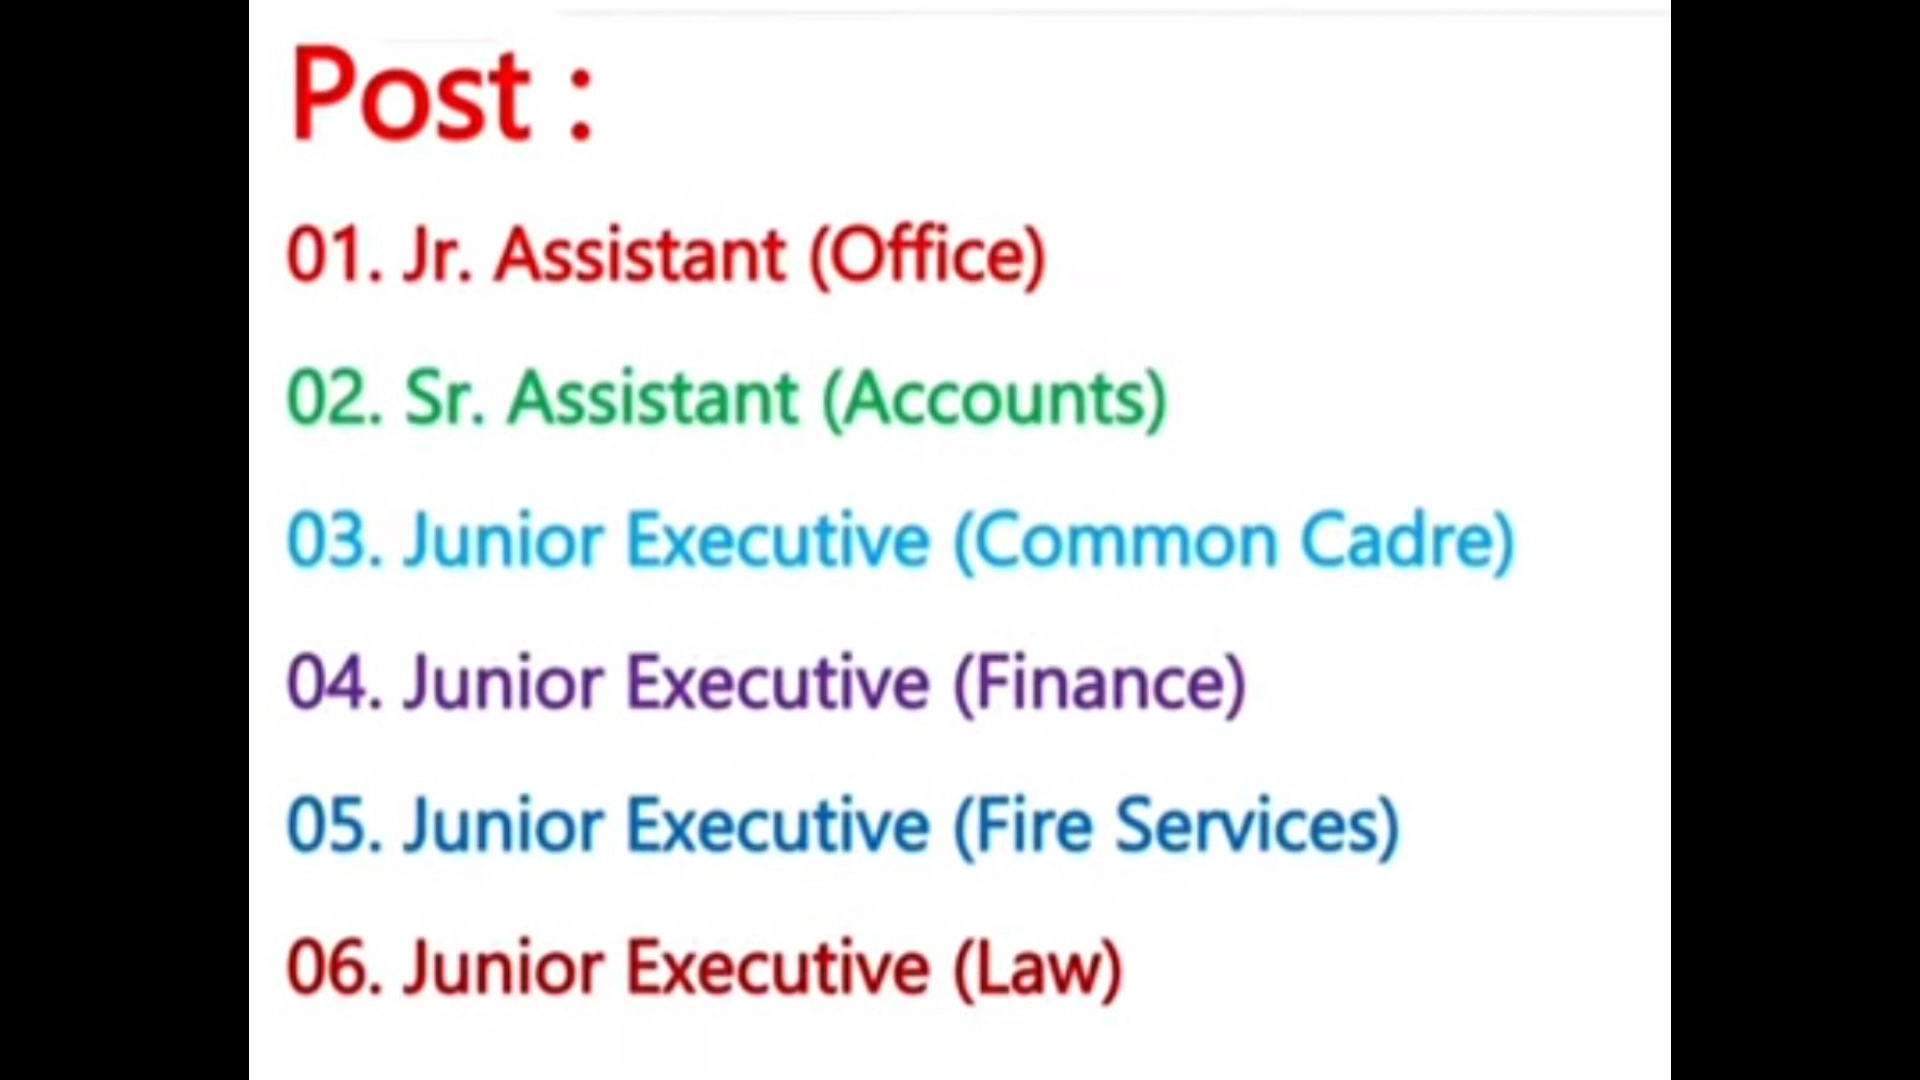 Post :
01. Jr. Assistant (Office)
02. Sr. Assistant (Accounts)
03. Junior Executive (Common Cadre)
04. Junior Executive (Finance)
05. Junior Executive (Fire Services)
06. Junior Executive (Law)